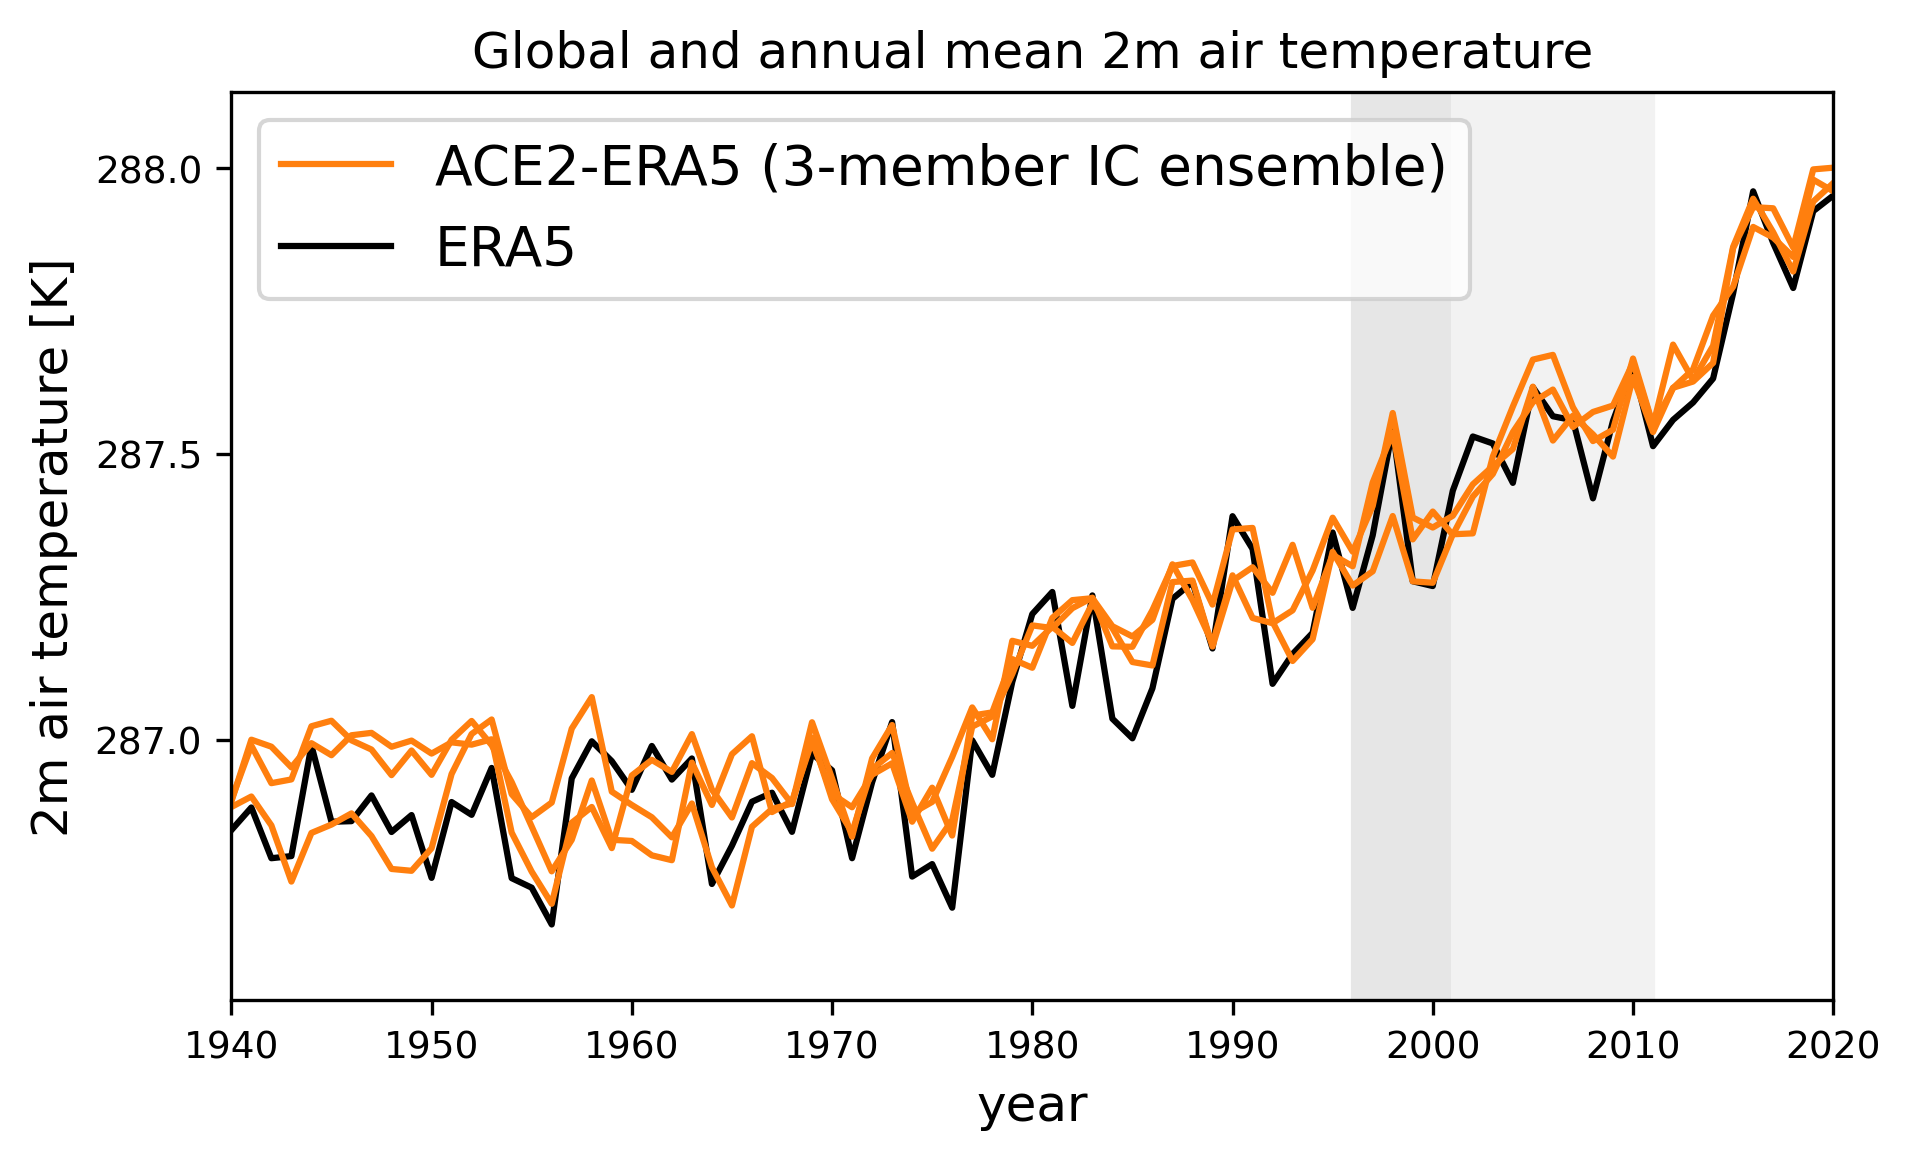 Global and annual mean 2m air temperature
ACE2-ERA5 (3-member IC ensemble)
ERA5
2m air temperature [K]
288.0
287.5
287.0
1940 1950 1960 1970 1980 1990 2000 2010 2020
year